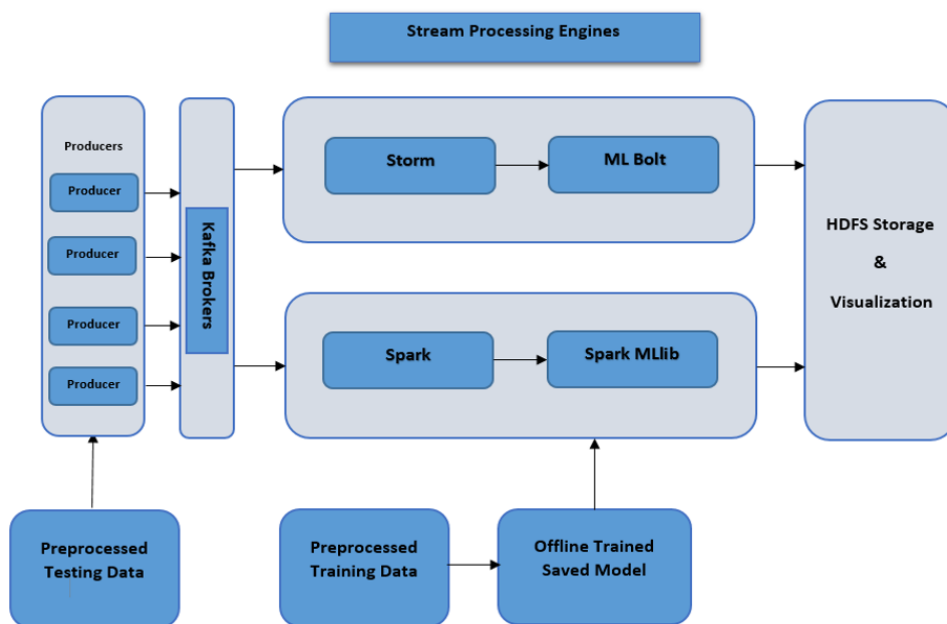 Stream Processing Engines
Producers
Producer
Producer
Producer
Producer
Kafka Brokers
Storm
ML Bolt
Spark
Spark MLlib
HDFS Storage
&
Visualization
Preprocessed
Testing Data
Preprocessed
Training Data
Offline Trained
Saved Model